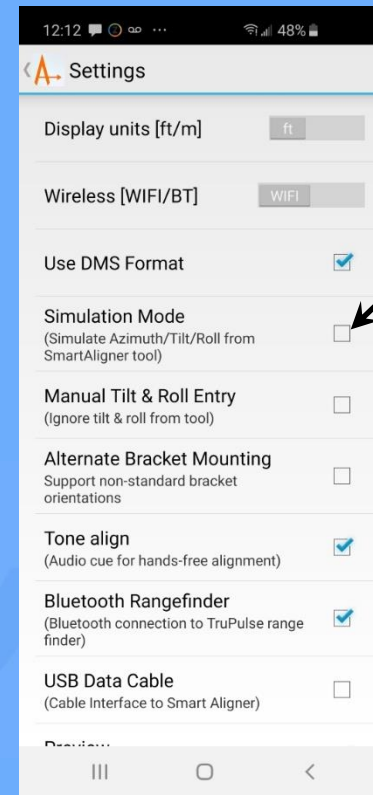 12:12 48%
Settings
Display units [ft/m] ft
Wireless [WIFI/BT] WIFI
Use DMS Format
Simulation Mode
(Simulate Azimuth/Tilt/Roll from
SmartAligner tool)
Manual Tilt & Roll Entry
(Ignore tilt & roll from tool)
Alternate Bracket Mounting
Support non-standard bracket
orientations
Tone align
(Audio cue for hands-free alignment)
Bluetooth Rangefinder
(Bluetooth connection to TruPulse range
finder)
USB Data Cable
(Cable Interface to Smart Aligner)